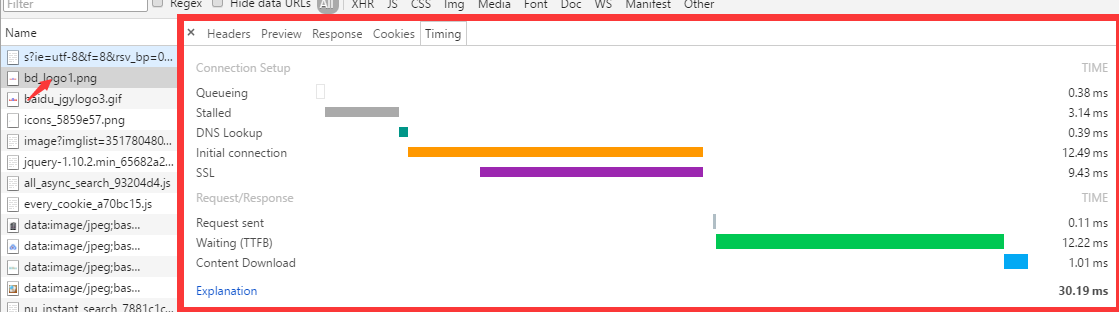 Filter Regex Hide data URLs All XHR JS CSS Img Media Font Doc WS Manifest Other
Name
s?ie=utf-8&f=8&rsv_bp=0...
bd_logo1.png
baidu_jgylogo3.gif
icons_5859e57.png
image?imglist=351780480...
jquery-1.10.2.min_65682a2...
all_async_search_93204d4.js
every_cookie_a70bc15.js
data:image/jpeg;bas...
data:image/jpeg;bas...
data:image/jpeg;bas...
data:image/jpeg;bas...
nu_instant_search_7881c1c...
× Headers Preview Response Cookies Timing
Connection Setup TIME
Queueing 0.38 ms
Stalled 3.14 ms
DNS Lookup 0.39 ms
Initial connection 12.49 ms
SSL 9.43 ms
Request/Response TIME
Request sent 0.11 ms
Waiting (TTFB) 12.22 ms
Content Download 1.01 ms
Explanation 30.19 ms